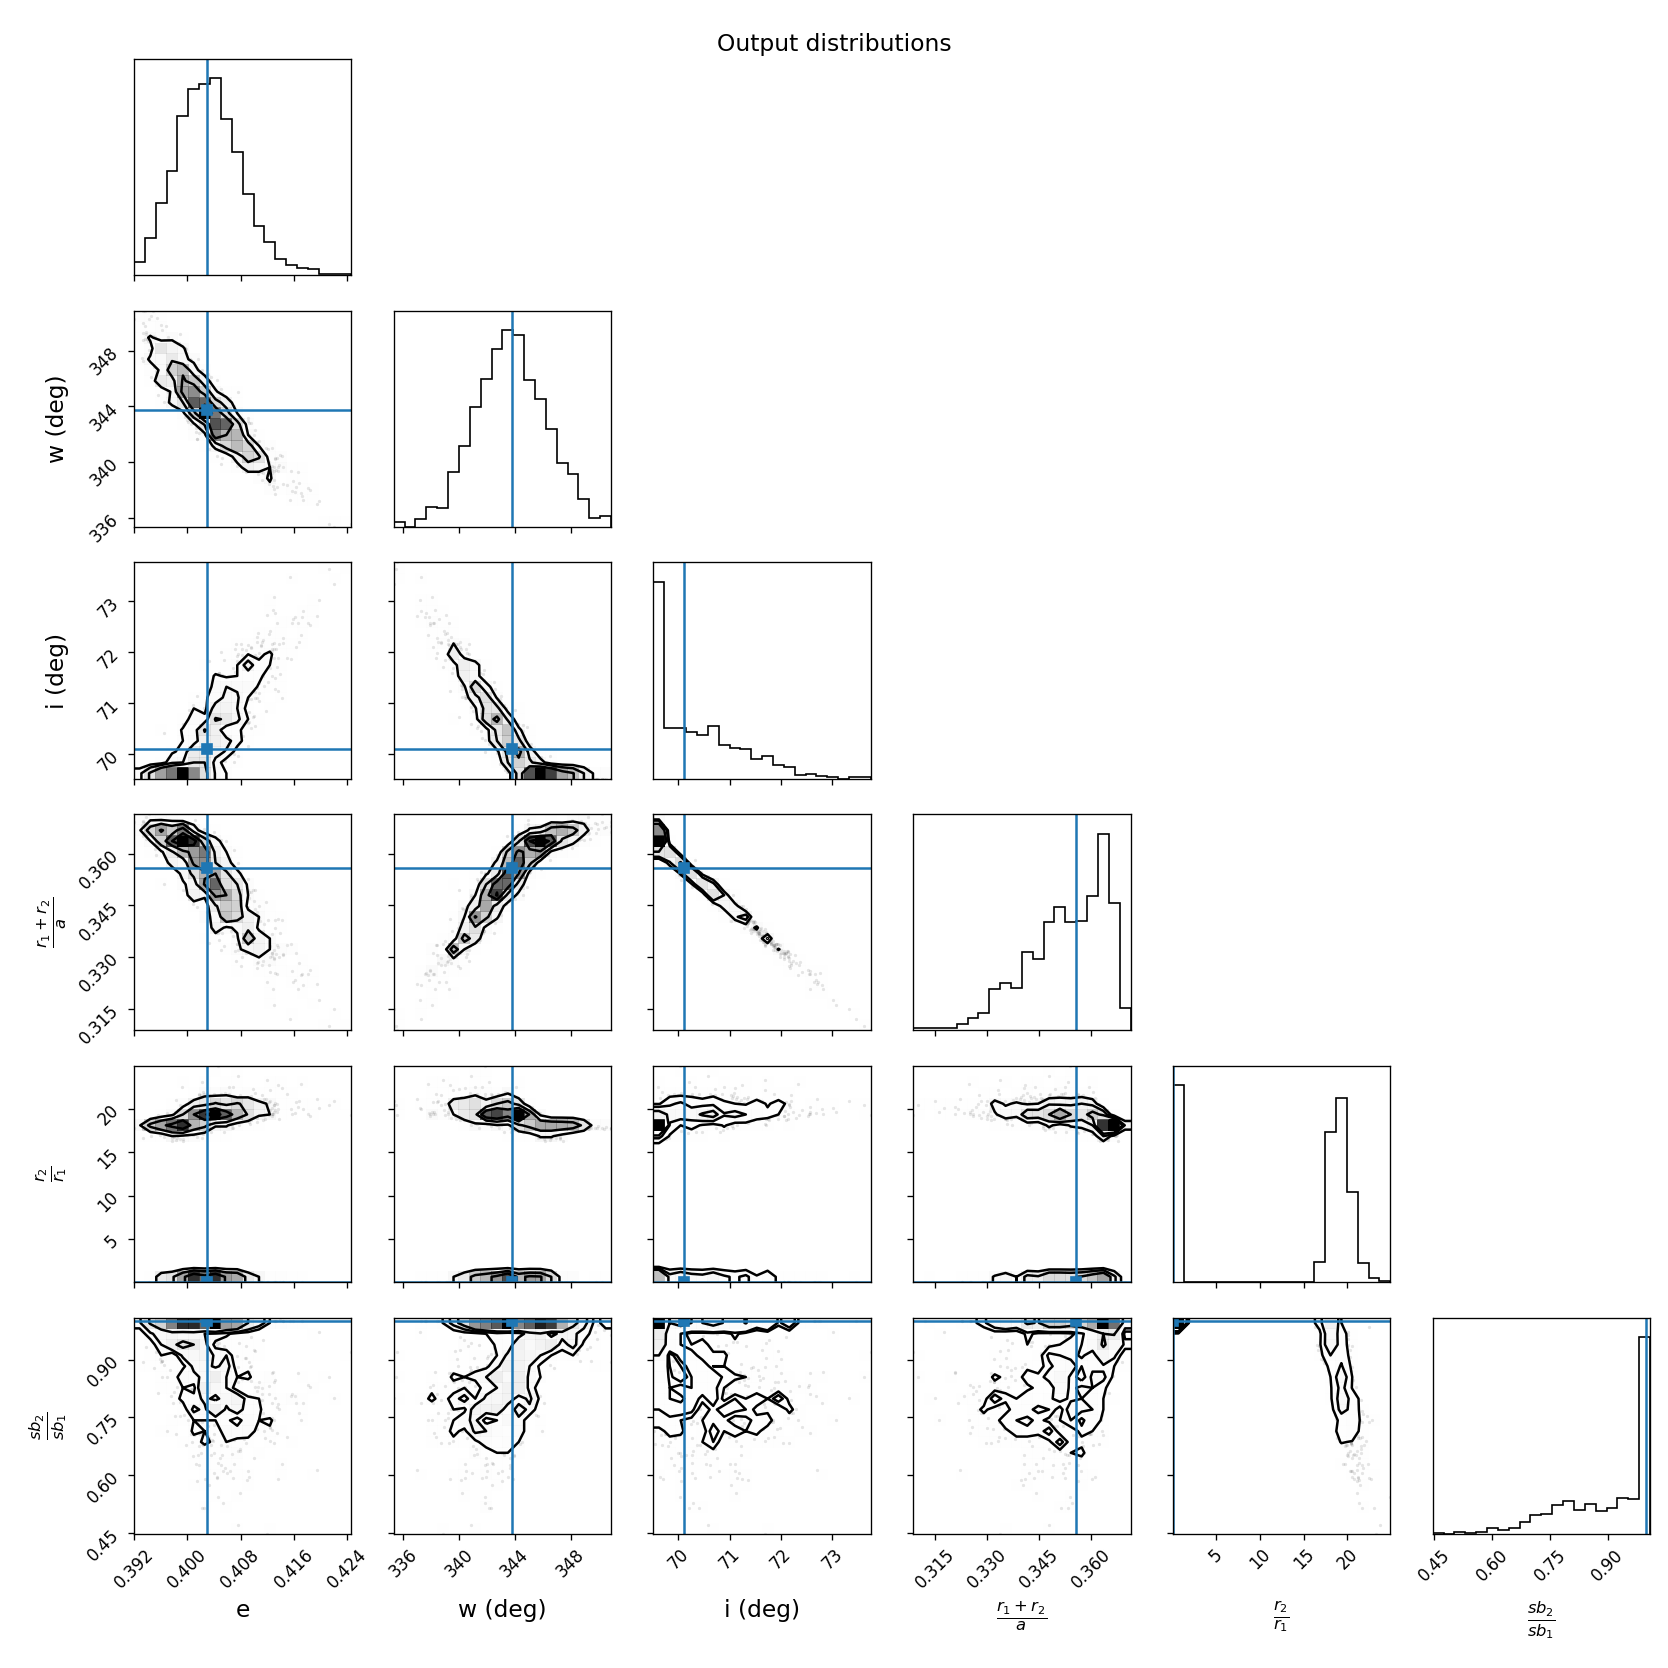 Output distributions
w (deg)
348
344
340
336
i (deg)
73
72
71
70
r₁ + r₂
a
0.360
0.345
0.330
0.315
r₂
r₁
20
15
10
5
sb₂
sb₁
0.90
0.75
0.60
0.45
0.392 0.400 0.408 0.416 0.424 336 340 344 348 70 71 72 73 0.315 0.330 0.345 0.360 5 10 15 20 0.45 0.60 0.75 0.90
e w (deg) i (deg) r₁ + r₂ r₂ sb₂
a r₁ sb₁